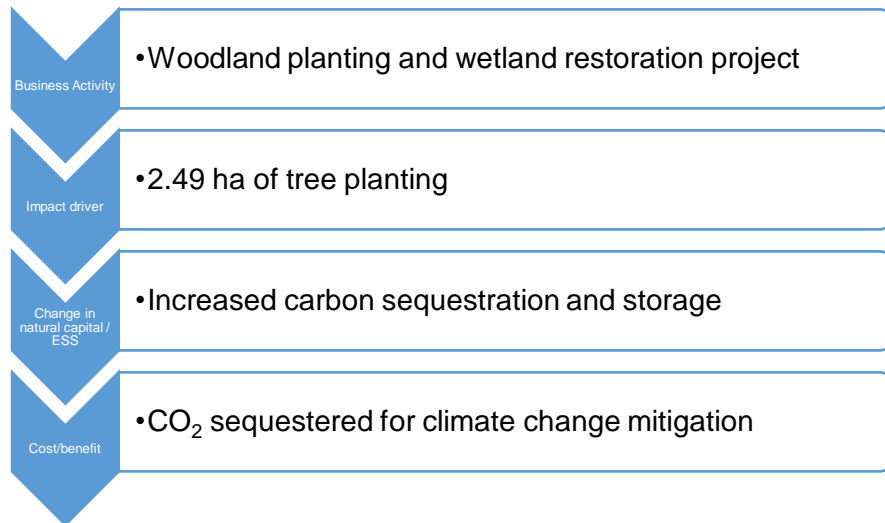 Business Activity
•Woodland planting and wetland restoration project
Impact driver
•2.49 ha of tree planting
Change in
natural capital /
ESS
•Increased carbon sequestration and storage
Cost/benefit
•CO₂ sequestered for climate change mitigation